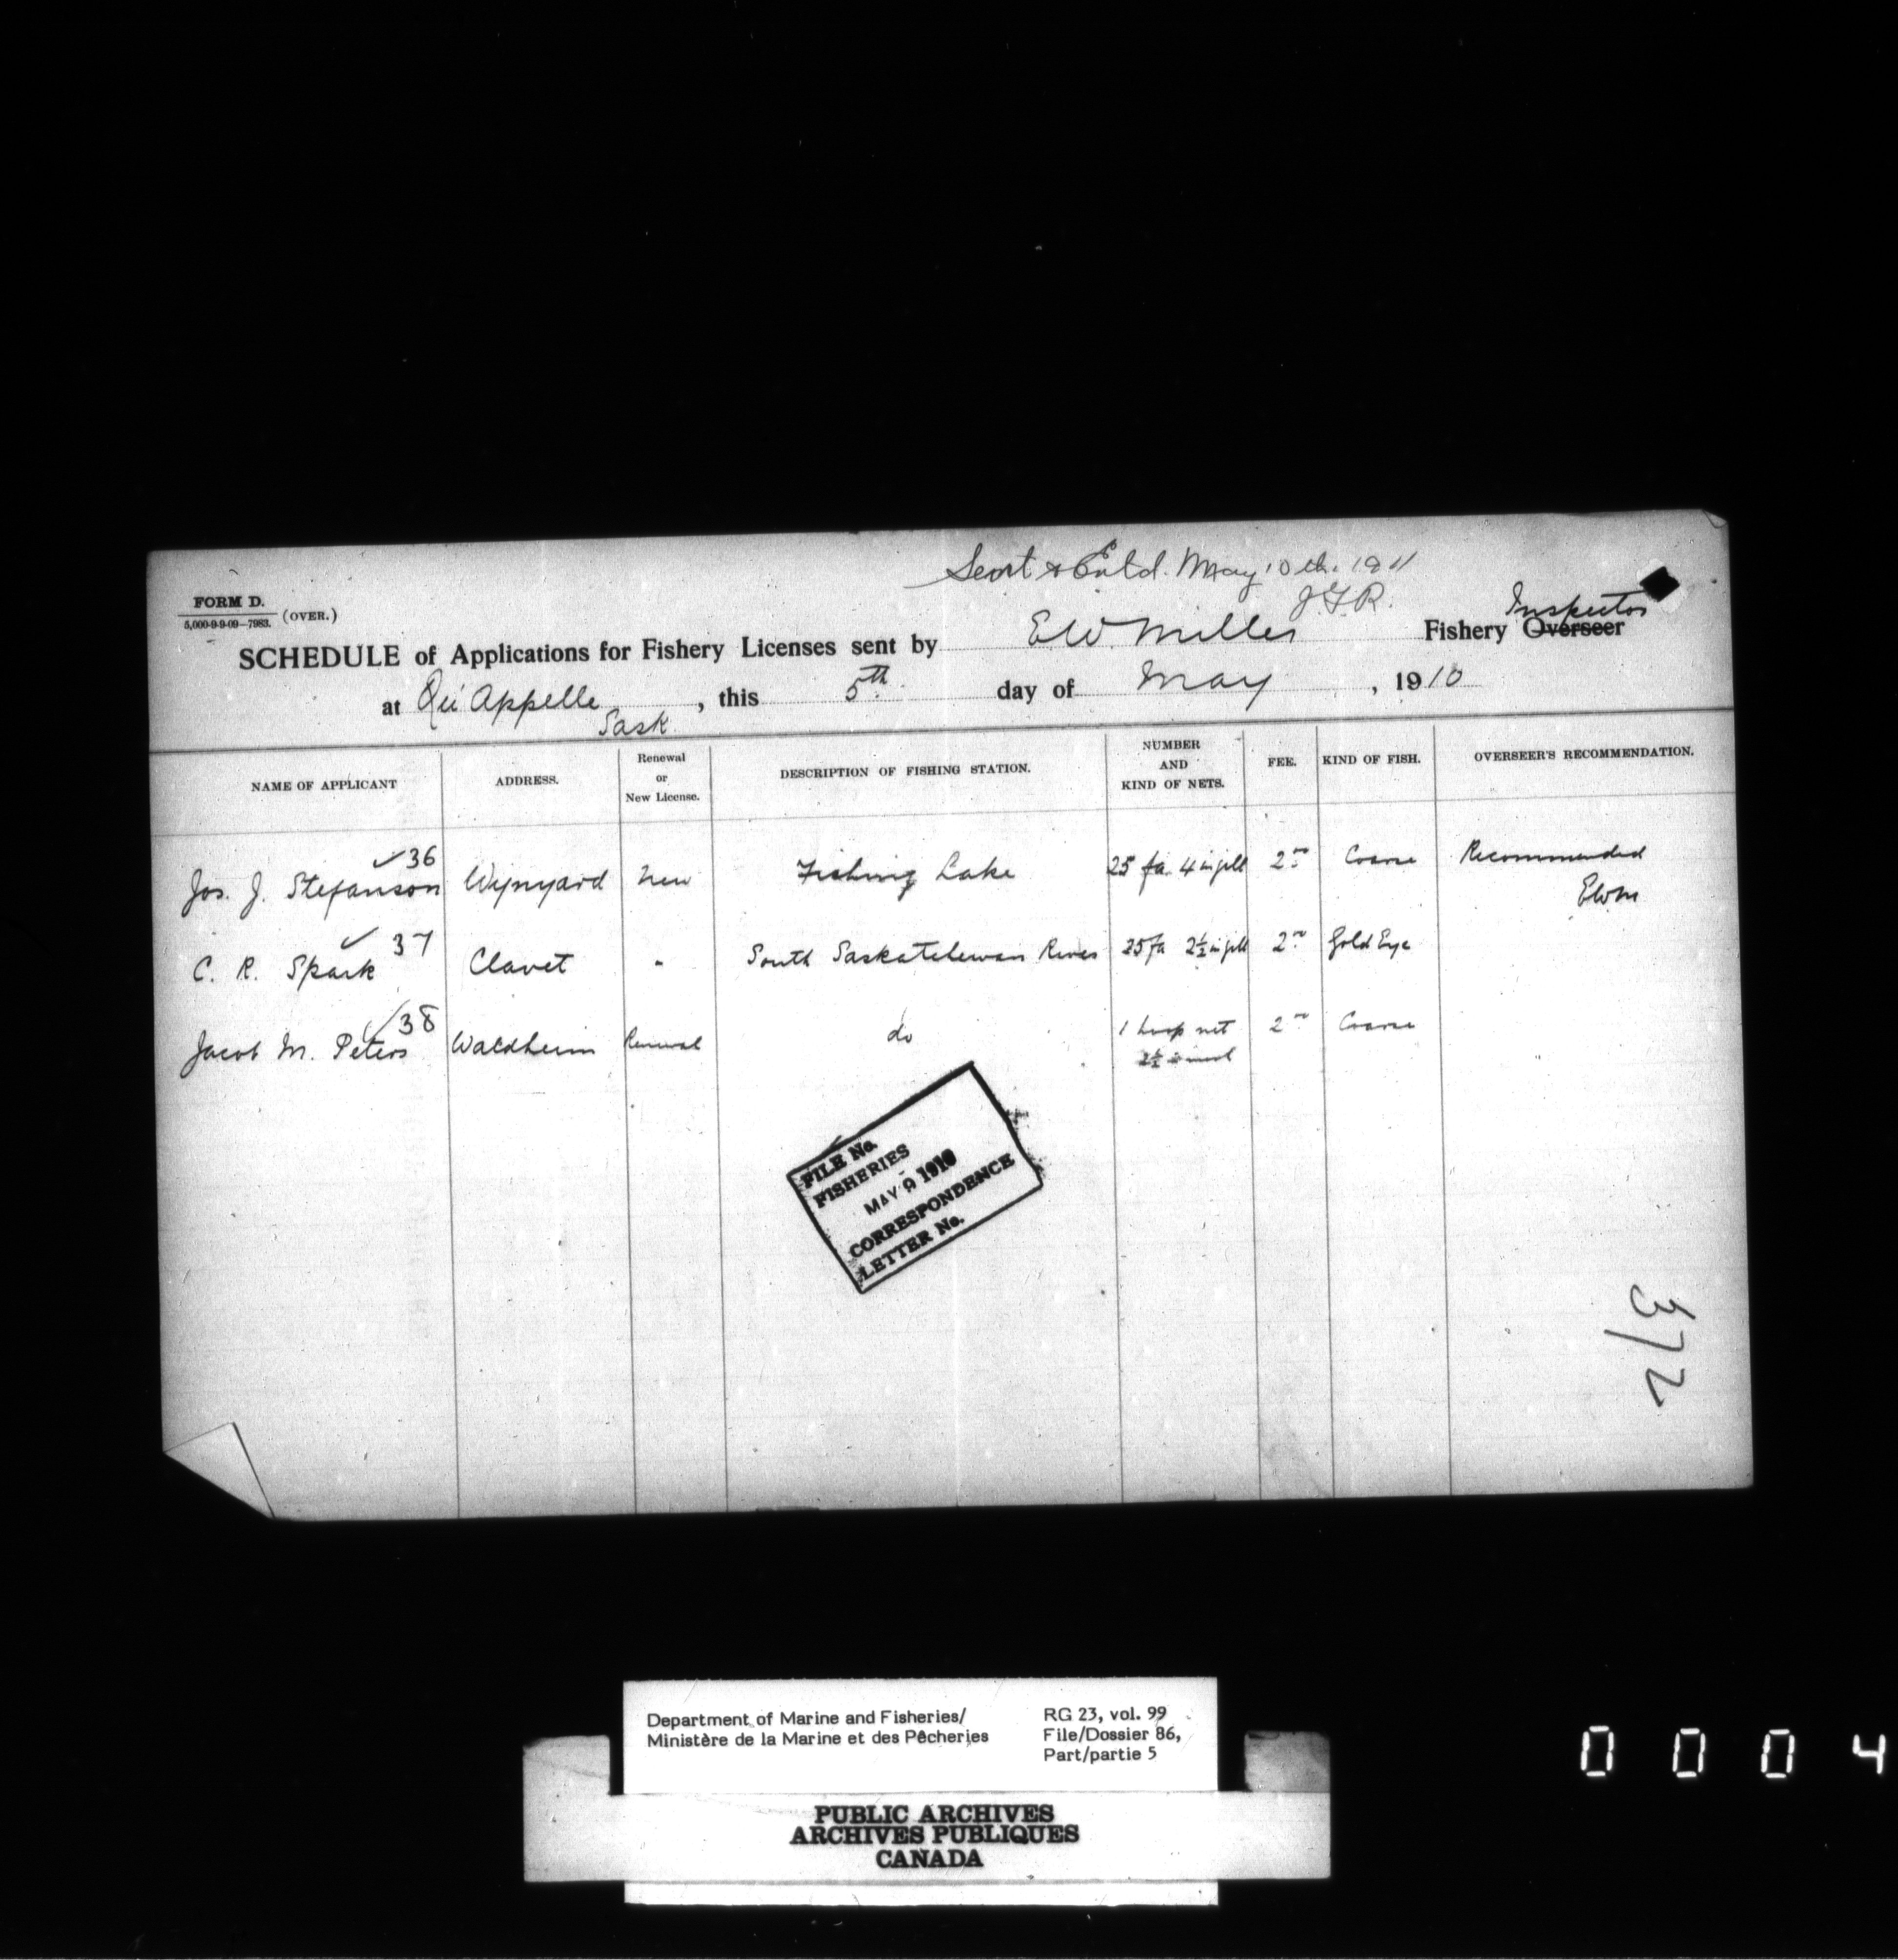 Sent & Entd. May 10th. 1911
J.F.R.
FORM D.
5,000-9-9-09-7983. (OVER.)
Inspector
SCHEDULE of Applications for Fishery Licenses sent by E.W. Miller Fishery Overseer
at Qu'Appelle Sask. , this 5th day of May , 1910
NAME OF APPLICANT ADDRESS. Renewal or New License. DESCRIPTION OF FISHING STATION. NUMBER AND KIND OF NETS. FEE. KIND OF FISH. OVERSEER'S RECOMMENDATION.
✓36
Jos. J. Stefanson Wynyard New Fishing Lake 25 fa. 4 in gill 2.00 Coarse Recommended
EWM
✓ 37
C. R. Spark Clavet " South Saskatchewan River 25 fa 2½ in gill 2.00 Gold Eye
✓38
Jacob M. Peters Waldheim Renewal do 1 hoop net 2.00 Coarse
FILE No.
FISHERIES
MAY 9 1910
CORRESPONDENCE
LETTER No.
372
Department of Marine and Fisheries/
Ministère de la Marine et des Pêcheries
RG 23, vol. 99
File/Dossier 86,
Part/partie 5
PUBLIC ARCHIVES
ARCHIVES PUBLIQUES
CANADA
0004